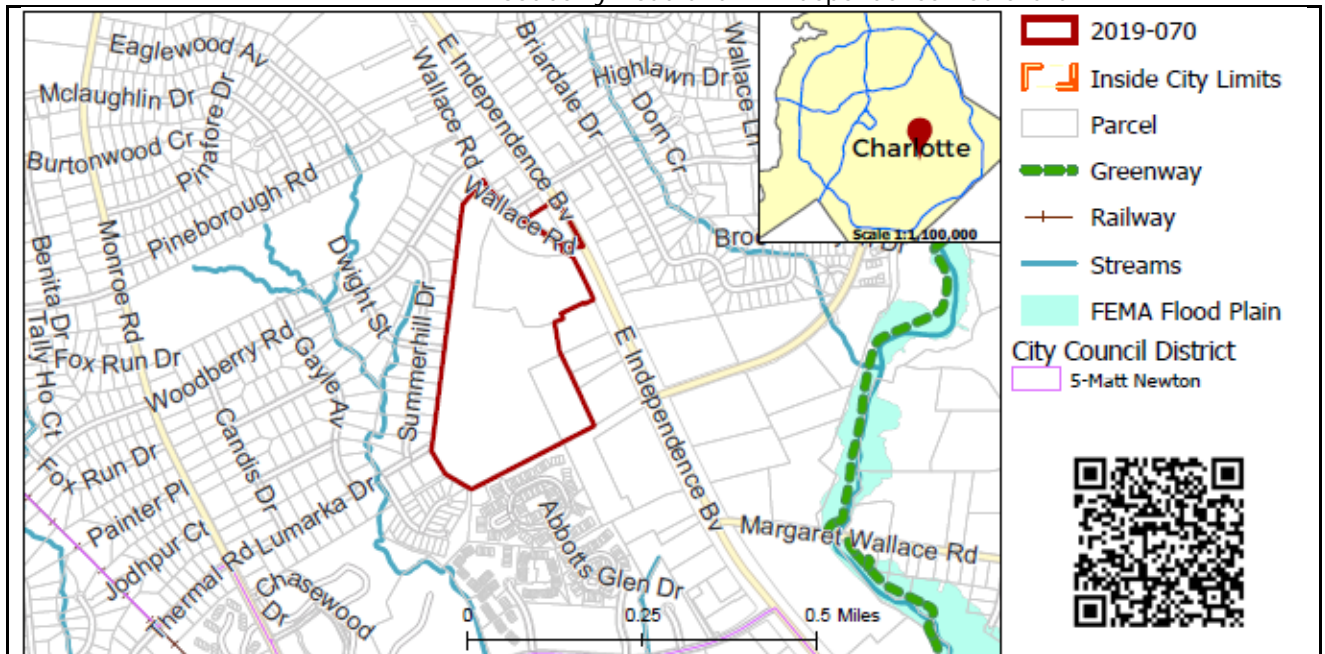 Eaglewood Av
Mclaughlin Dr
Burtonwood Cr
Pinafore Dr
Pineborough Rd
Monroe Rd
Benita Dr
Tally Ho Ct
Fox Run Dr
Woodberry Rd
Dwight St
Gayle Av
Summerhill Dr
Candis Dr
Fox Run Dr
Painter Pl
Jodhpur Ct
Thermal Rd
Lumarka Dr
Chasewood
Dr
Wallace Rd
E Independence Bv
Wallace Rd
Briardale Dr
Highlawn Dr
Dorn Cr
Wallace Ln
E Independence Bv
Abbotts Glen Dr
Margaret Wallace Rd
0 0.25 0.5 Miles
Charlotte
Scale 1:1,100,000
2019-070
Inside City Limits
Parcel
Greenway
Railway
Streams
FEMA Flood Plain
City Council District
5-Matt Newton